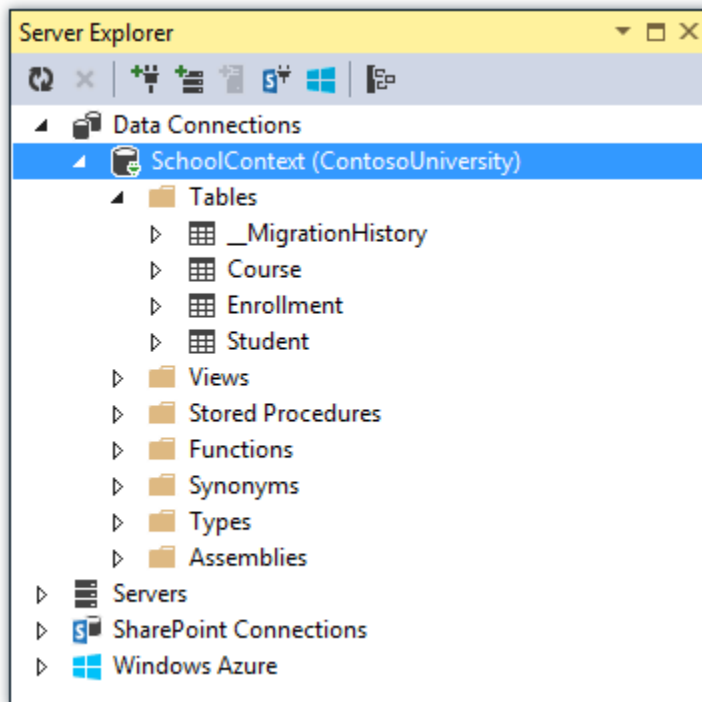 Server Explorer
Data Connections
SchoolContext (ContosoUniversity)
Tables
__MigrationHistory
Course
Enrollment
Student
Views
Stored Procedures
Functions
Synonyms
Types
Assemblies
Servers
SharePoint Connections
Windows Azure